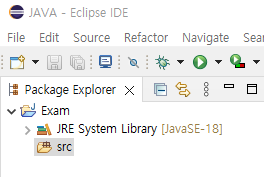 JAVA - Eclipse IDE
File Edit Source Refactor Navigate Sear
Package Explorer
Exam
JRE System Library [JavaSE-18]
src